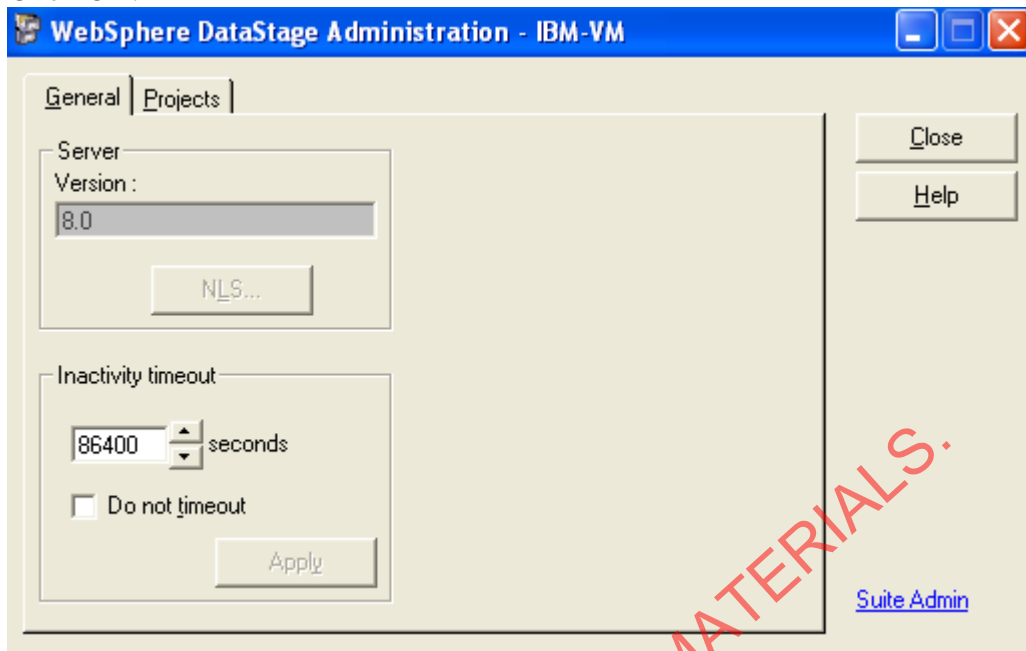 WebSphere DataStage Administration - IBM-VM
General Projects
Server
Version :
8.0
NLS...
Inactivity timeout
86400 seconds
Do not timeout
Apply
Close
Help
Suite Admin
MATERIALS.